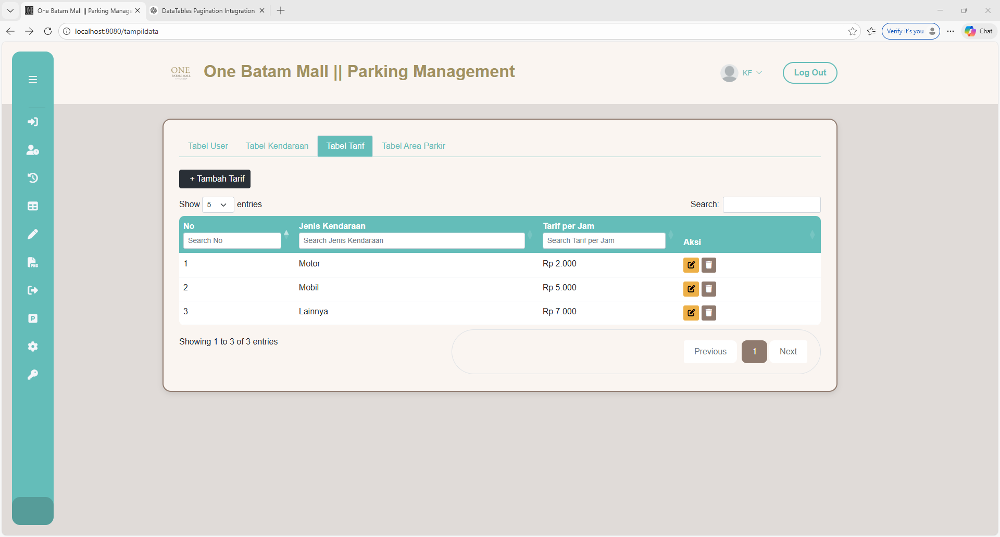 One Batam Mall || Parking Manage
DataTables Pagination Integration
localhost:8080/tampildata
Verify it's you
Chat
ONE
BATAM MALL
One Batam Mall || Parking Management
KF
Log Out
Tabel User
Tabel Kendaraan
Tabel Tarif
Tabel Area Parkir
+ Tambah Tarif
Show 5 entries
Search:
No
Jenis Kendaraan
Tarif per Jam
Aksi
Search No
Search Jenis Kendaraan
Search Tarif per Jam
1 Motor Rp 2.000
2 Mobil Rp 5.000
3 Lainnya Rp 7.000
Showing 1 to 3 of 3 entries
Previous 1 Next
PNG
P